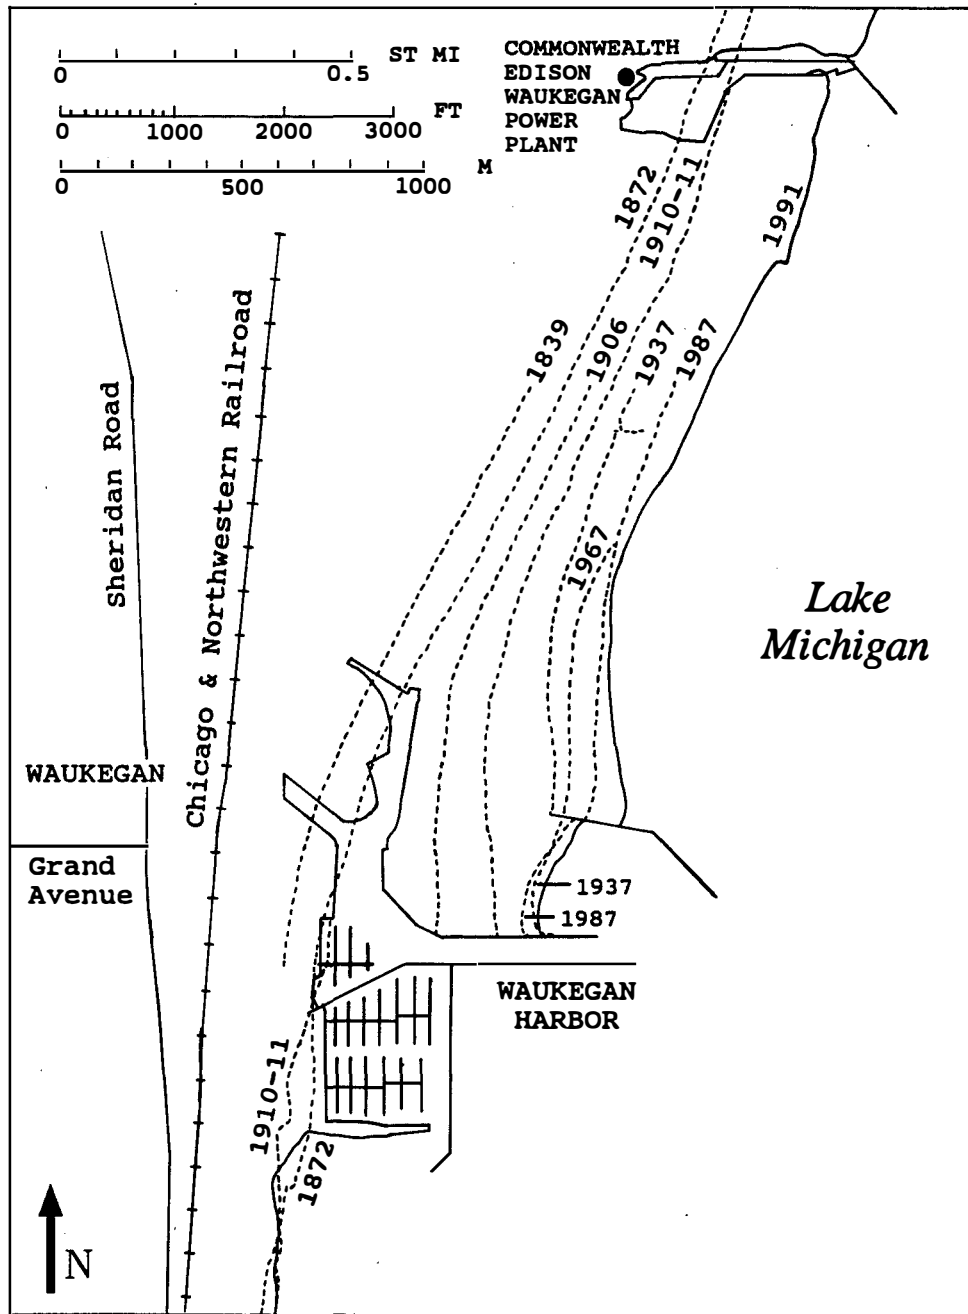 ST MI
0 0.5
FT
0 1000 2000 3000
M
0 500 1000
COMMONWEALTH
EDISON
WAUKEGAN
POWER
PLANT
1872
1910-11
1991
1839
1906
1937
1987
1967
Sheridan Road
Chicago & Northwestern Railroad
Lake
Michigan
WAUKEGAN
Grand
Avenue
1937
1987
WAUKEGAN
HARBOR
1910-11
1872
N